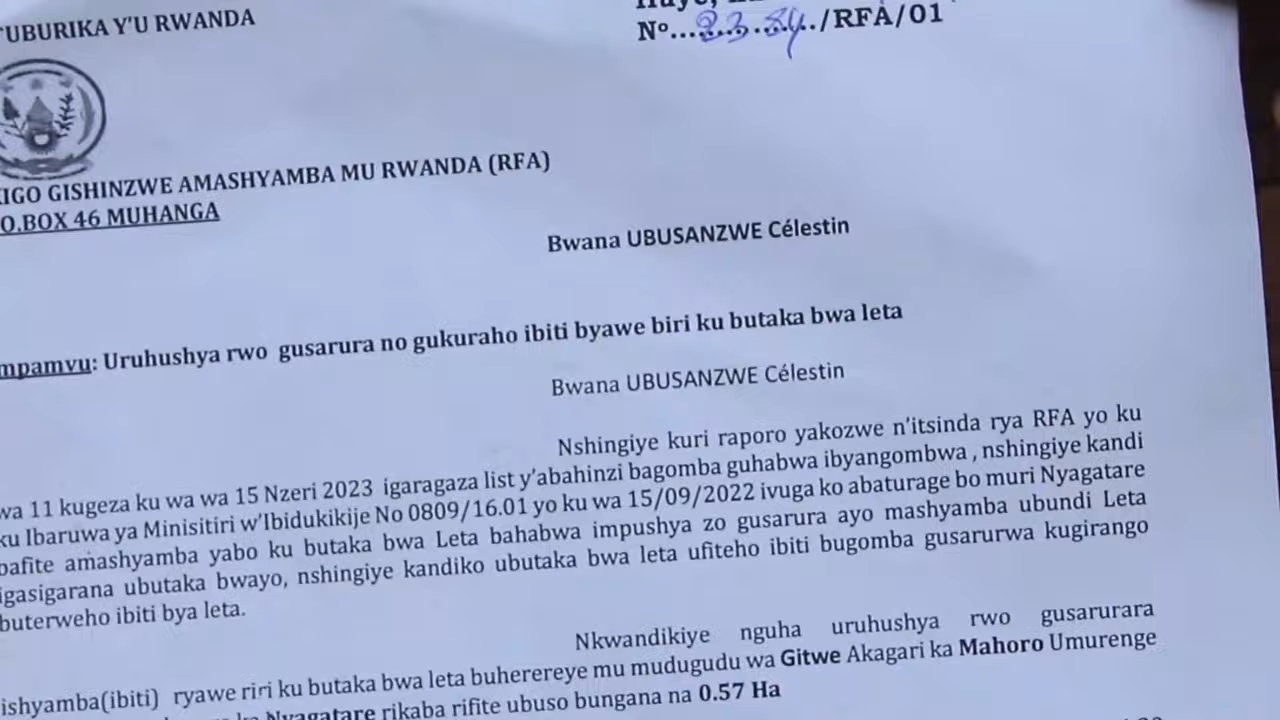 'UBURIKA Y'U RWANDA
Nº...2384../RFA/01
IGO GISHINZWE AMASHYAMBA MU RWANDA (RFA)
O.BOX 46 MUHANGA
Bwana UBUSANZWE Célestin
mpamvu: Uruhushya rwo gusarura no gukuraho ibiti byawe biri ku butaka bwa leta
Bwana UBUSANZWE Célestin
Nshingiye kuri raporo yakozwe n'itsinda rya RFA yo ku
wa 11 kugeza ku wa wa 15 Nzeri 2023 igaragaza list y'abahinzi bagomba guhabwa ibyangombwa , nshingiye kandi
ku Ibaruwa ya Minisitiri w'Ibidukikije No 0809/16.01 yo ku wa 15/09/2022 ivuga ko abaturage bo muri Nyagatare
bafite amashyamba yabo ku butaka bwa Leta bahabwa impushya zo gusarura ayo mashyamba ubundi Leta
igasigarana ubutaka bwayo, nshingiye kandiko ubutaka bwa leta ufiteho ibiti bugomba gusarurwa kugirango
buterweho ibiti bya leta.
Nkwandikiye nguha uruhushya rwo gusarurara
ishyamba(ibiti) ryawe riri ku butaka bwa leta buherereye mu mudugudu wa Gitwe Akagari ka Mahoro Umurenge
Nyagatare rikaba rifite ubuso bungana na 0.57 Ha